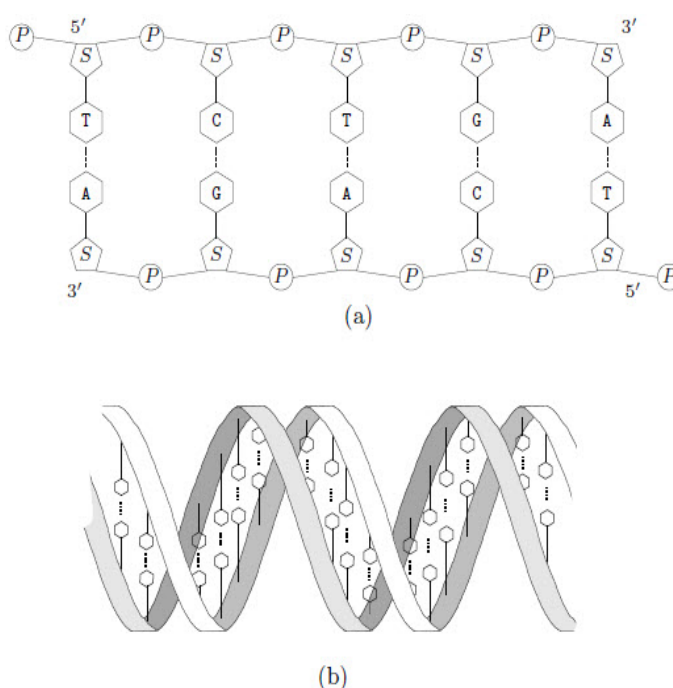 5′ 3′
P P P P P
S S S S S
T C T G A
A G A C T
S S S S S
P P P P P
3′ 5′
(a)
(b)